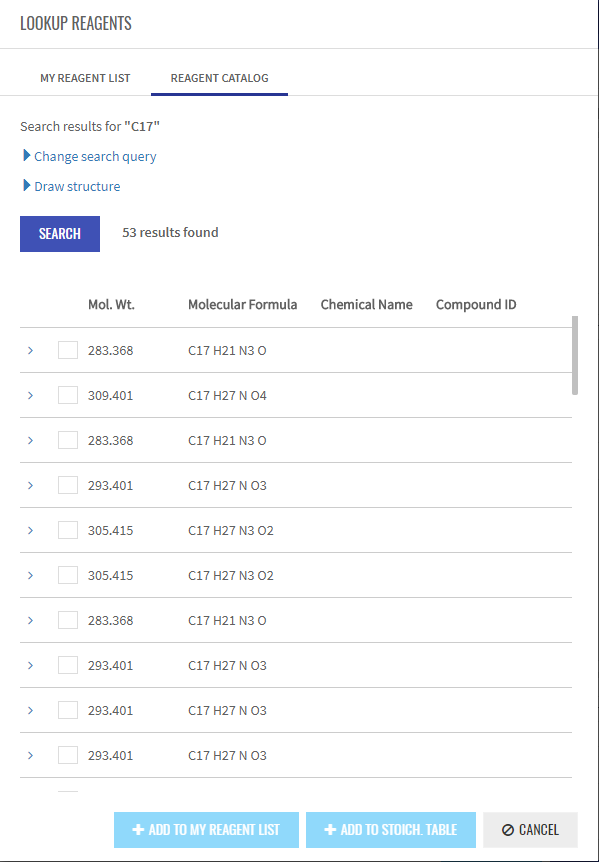 LOOKUP REAGENTS
MY REAGENT LIST REAGENT CATALOG
Search results for "C17"
Change search query
Draw structure
SEARCH 53 results found
Mol. Wt. Molecular Formula Chemical Name Compound ID
283.368 C17 H21 N3 O
309.401 C17 H27 N O4
283.368 C17 H21 N3 O
293.401 C17 H27 N O3
305.415 C17 H27 N3 O2
305.415 C17 H27 N3 O2
283.368 C17 H21 N3 O
293.401 C17 H27 N O3
293.401 C17 H27 N O3
293.401 C17 H27 N O3
ADD TO MY REAGENT LIST ADD TO STOICH. TABLE CANCEL